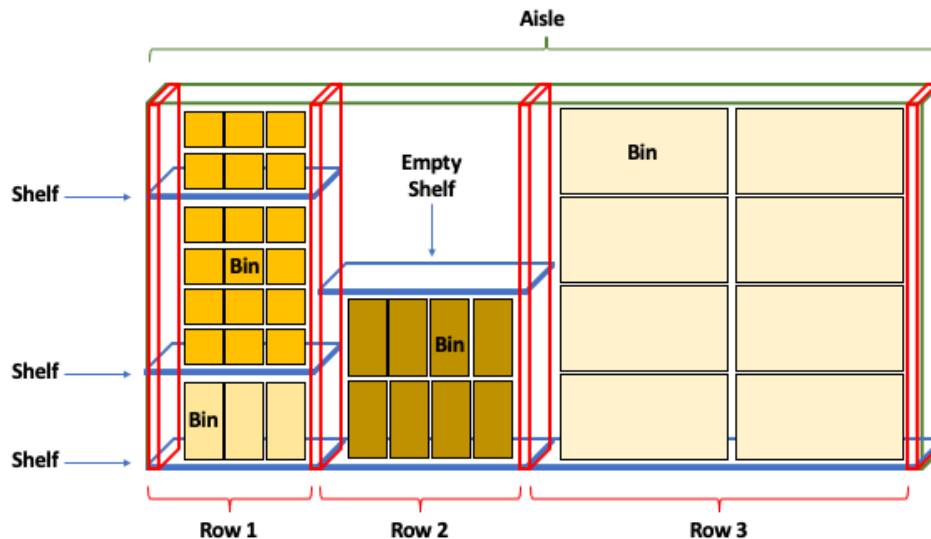 Aisle
Bin
Empty
Shelf
Shelf
Bin
Bin
Shelf
Bin
Shelf
Row 1
Row 2
Row 3